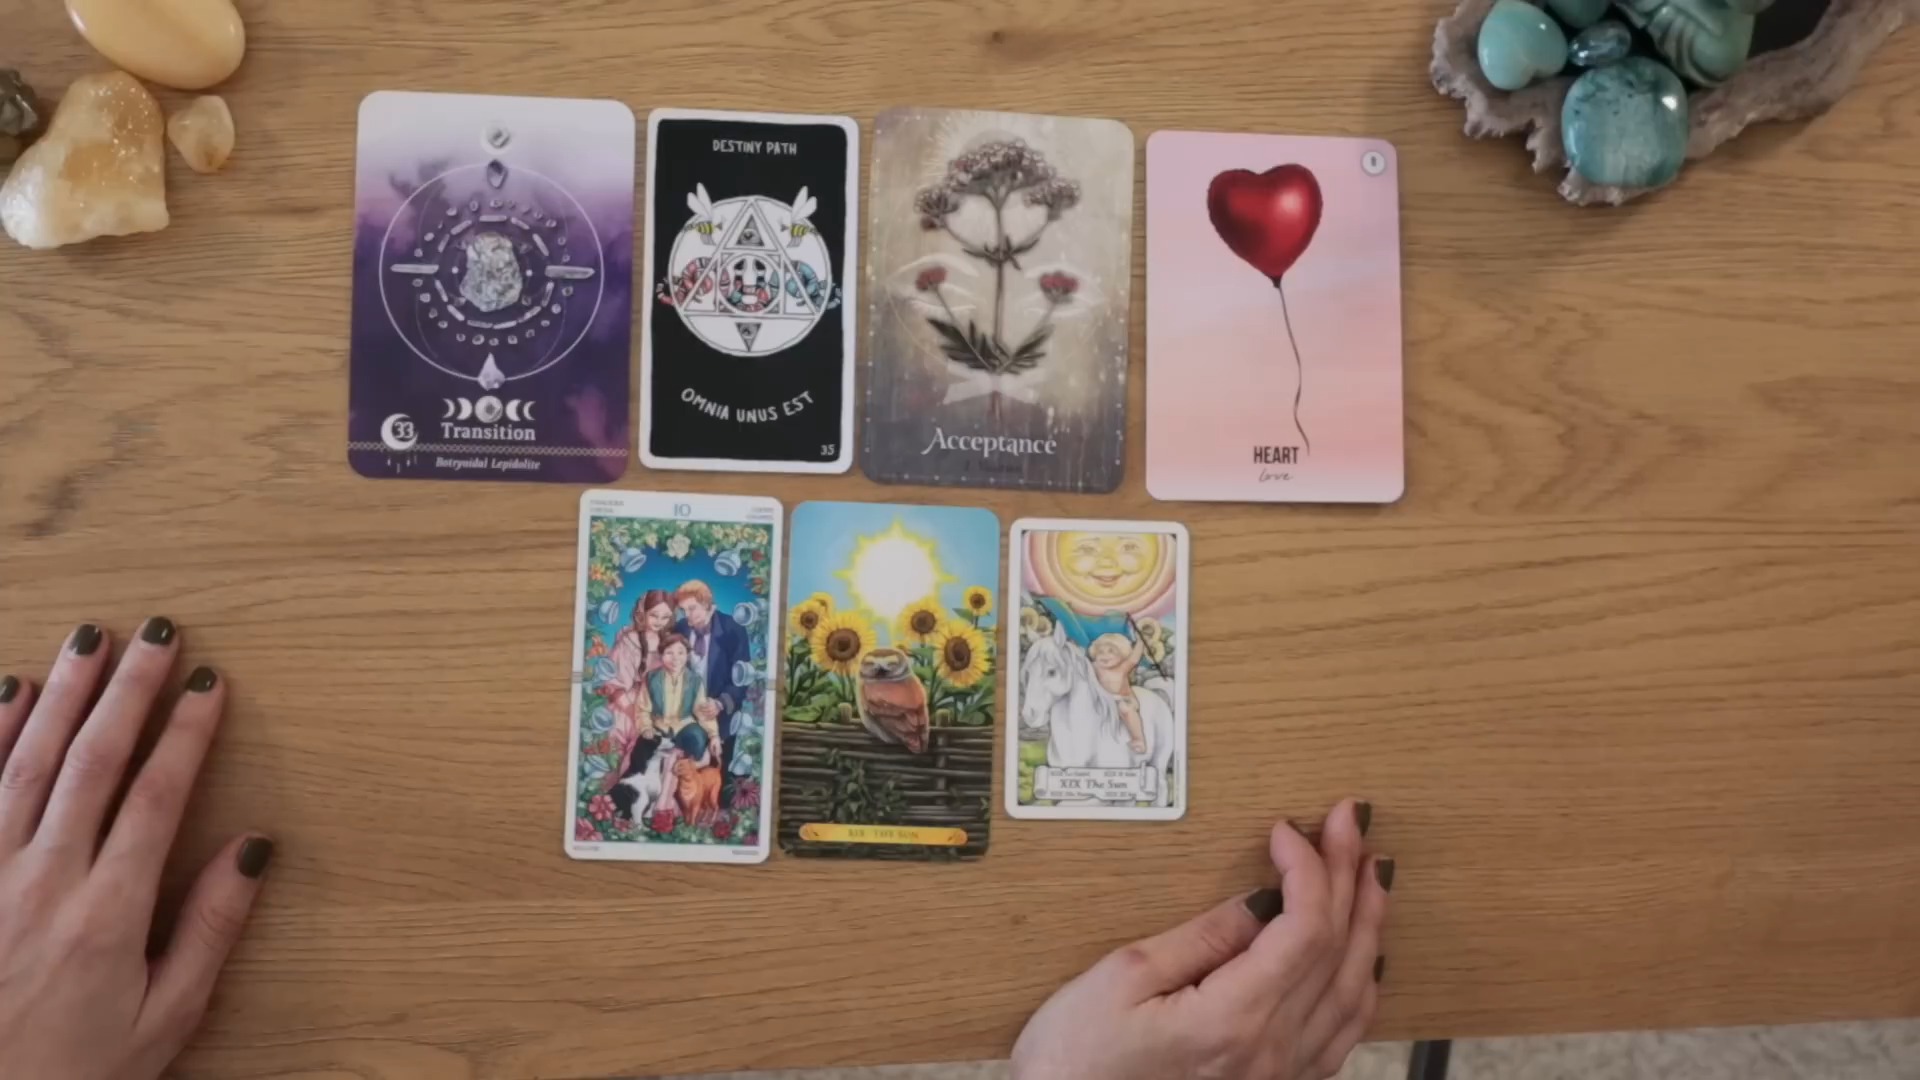 33
Transition
Botryoidal Lepidolite
DESTINY PATH
OMNIA UNUS EST
35
Acceptance
HEART
Love
10
XIX THE SUN
XIX The Sun